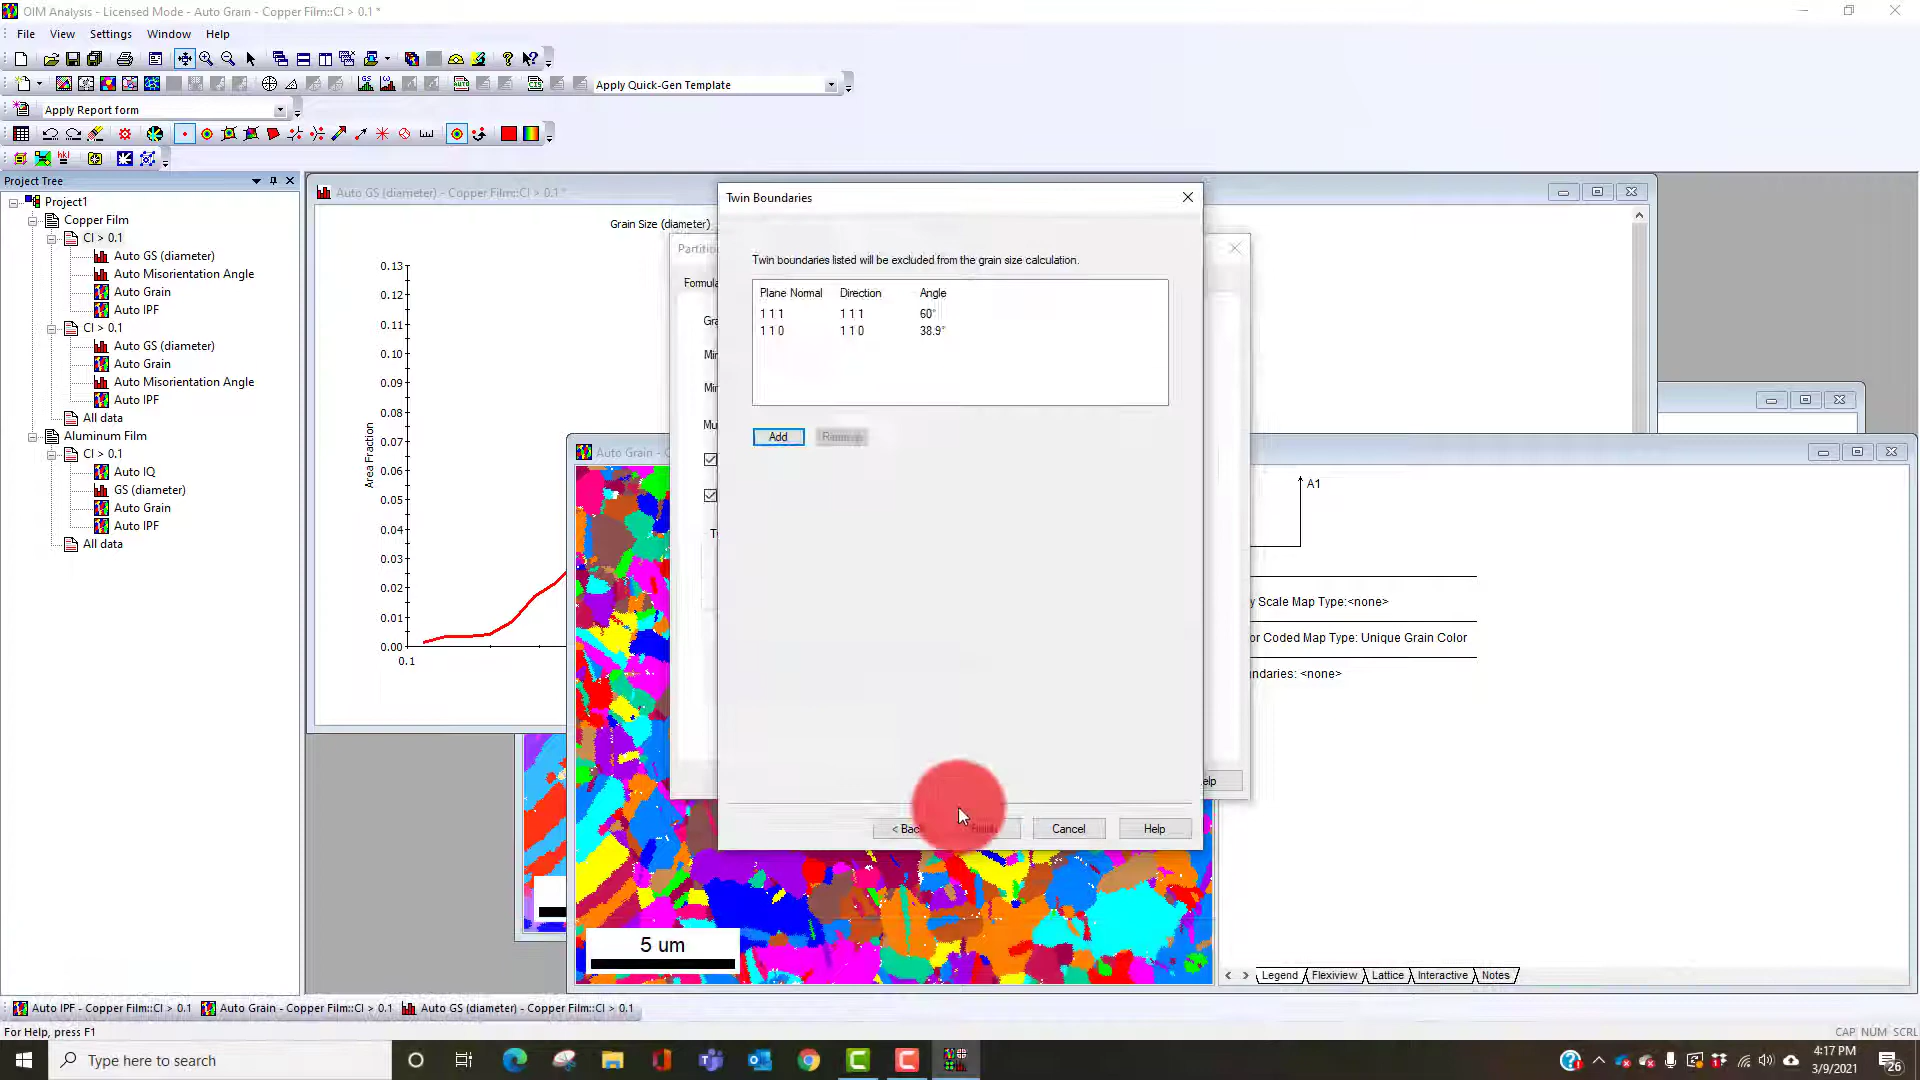 OIM Analysis - Licensed Mode - Auto Grain - Copper Film::CI > 0.1 *
File View Settings Window Help
Apply Quick-Gen Template
Apply Report form
Project Tree
Project1
Copper Film
CI > 0.1
Auto GS (diameter)
Auto Misorientation Angle
Auto Grain
Auto IPF
CI > 0.1
Auto GS (diameter)
Auto Grain
Auto Misorientation Angle
Auto IPF
All data
Aluminum Film
CI > 0.1
Auto IQ
GS (diameter)
Auto Grain
Auto IPF
All data
Auto GS (diameter) - Copper Film::CI > 0.1 *
Grain Size (diameter)
0.13
0.12
0.11
0.10
0.09
0.08
0.07
0.06
0.05
0.04
0.03
0.02
0.01
0.00
0.1
Area Fraction
Formula
Twin Boundaries
Twin boundaries listed will be excluded from the grain size calculation.
Plane Normal Direction Angle
1 1 1 1 1 1 60°
1 1 0 1 1 0 38.9°
Add Remove
< Back Finish Cancel Help
Auto Grain - C
A1
y Scale Map Type:<none>
or Coded Map Type: Unique Grain Color
ndaries: <none>
5 um
Legend Flexiview Lattice Interactive Notes
Auto IPF - Copper Film::CI > 0.1 Auto Grain - Copper Film::CI > 0.1 Auto GS (diameter) - Copper Film::CI > 0.1
For Help, press F1
CAP NUM SCRL
Type here to search
4:17 PM
3/9/2021
26